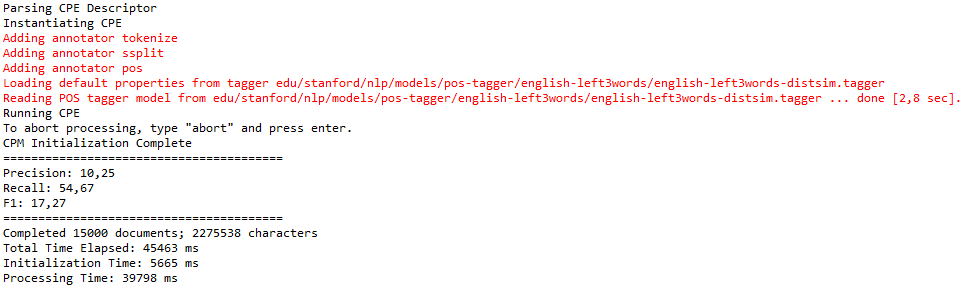 Parsing CPE Descriptor
Instantiating CPE
Adding annotator tokenize
Adding annotator ssplit
Adding annotator pos
Loading default properties from tagger edu/stanford/nlp/models/pos-tagger/english-left3words/english-left3words-distsim.tagger
Reading POS tagger model from edu/stanford/nlp/models/pos-tagger/english-left3words/english-left3words-distsim.tagger ... done [2,8 sec].
Running CPE
To abort processing, type "abort" and press enter.
CPM Initialization Complete
========================================
Precision: 10,25
Recall: 54,67
F1: 17,27
========================================
Completed 15000 documents; 2275538 characters
Total Time Elapsed: 45463 ms
Initialization Time: 5665 ms
Processing Time: 39798 ms